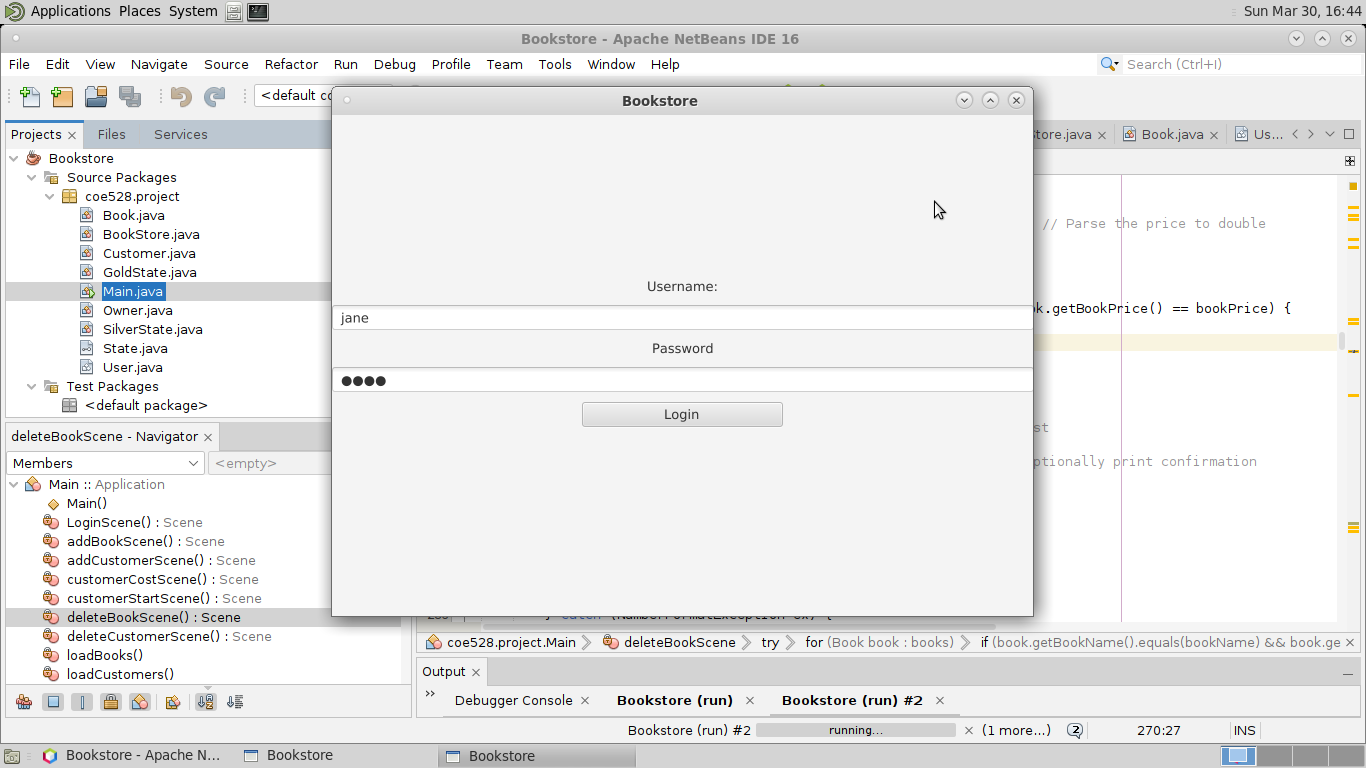 Applications Places System
Sun Mar 30, 16:44
Bookstore - Apache NetBeans IDE 16
File Edit View Navigate Source Refactor Run Debug Profile Team Tools Window Help
Search (Ctrl+I)
<default co
Bookstore
Projects Files Services
tore.java Book.java Us...
Bookstore
Source Packages
coe528.project
Book.java
BookStore.java
Customer.java
GoldState.java
Main.java
Owner.java
SilverState.java
State.java
User.java
Test Packages
<default package>
// Parse the price to double
ok.getBookPrice() == bookPrice) {
st
ptionally print confirmation
Username:
jane
Password
●●●●
Login
deleteBookScene - Navigator
Members
<empty>
Main :: Application
Main()
LoginScene() : Scene
addBookScene() : Scene
addCustomerScene() : Scene
customerCostScene() : Scene
customerStartScene() : Scene
deleteBookScene() : Scene
deleteCustomerScene() : Scene
loadBooks()
loadCustomers()
coe528.project.Main deleteBookScene try for (Book book : books) if (book.getBookName().equals(bookName) && book.ge
Output
Debugger Console Bookstore (run) Bookstore (run) #2
Bookstore (run) #2 running... (1 more...) 2 270:27 INS
Bookstore - Apache N... Bookstore Bookstore